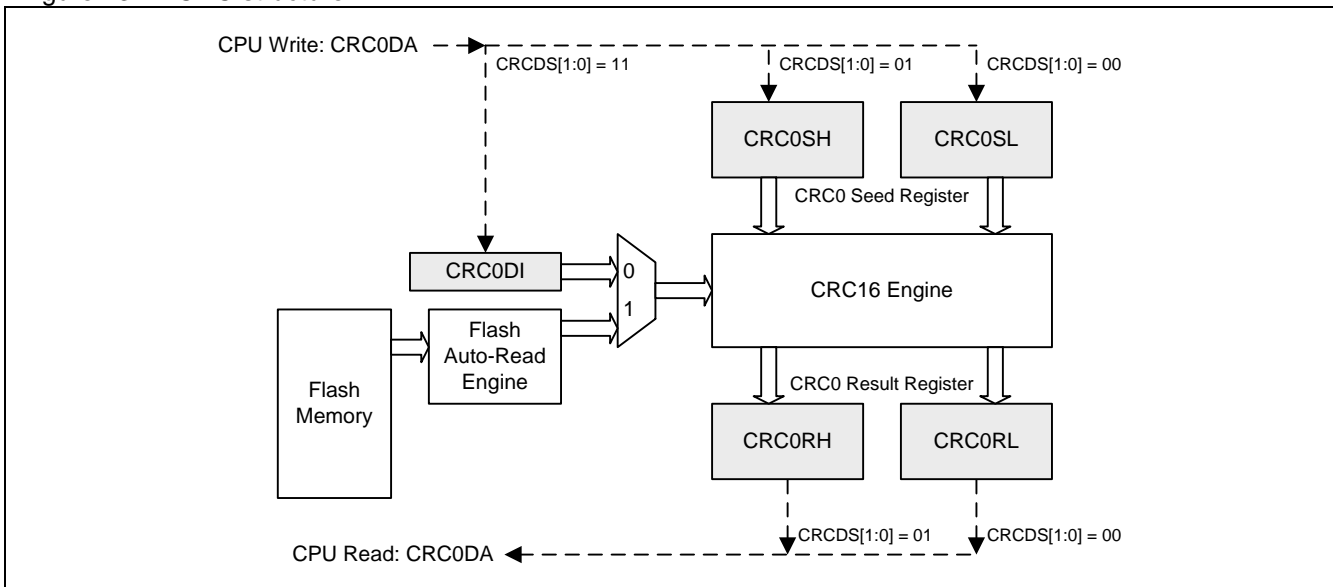 CPU Write: CRC0DA
CRCDS[1:0] = 11
CRCDS[1:0] = 01
CRCDS[1:0] = 00
CRC0SH
CRC0SL
CRC0 Seed Register
CRC0DI
0
1
CRC16 Engine
Flash
Auto-Read
Engine
Flash
Memory
CRC0 Result Register
CRC0RH
CRC0RL
CRCDS[1:0] = 01
CRCDS[1:0] = 00
CPU Read: CRC0DA